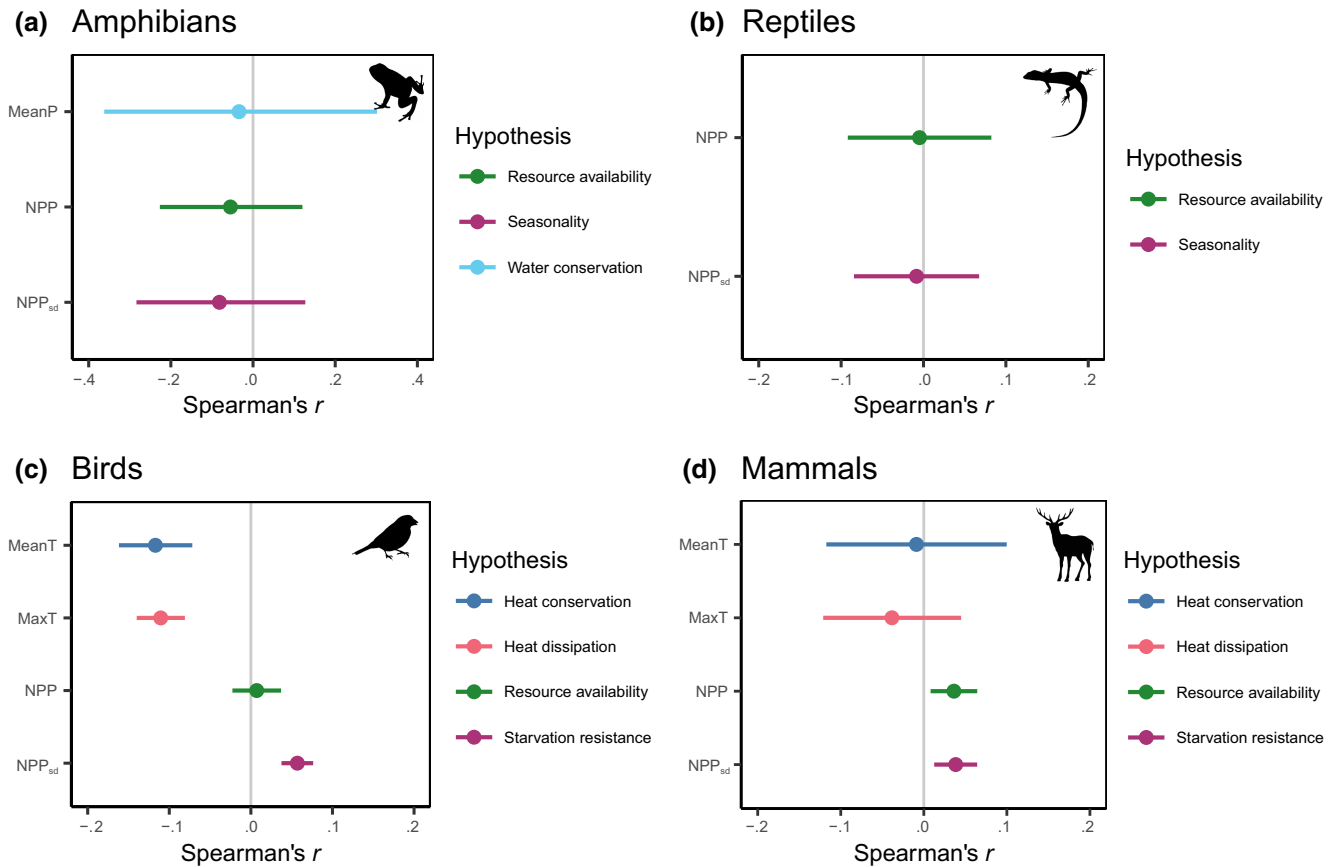 (a) Amphibians
MeanP
NPP
NPPsd
−.4 −.2 .0 .2 .4
Spearman's r
Hypothesis
Resource availability
Seasonality
Water conservation
(b) Reptiles
NPP
NPPsd
−.2 −.1 .0 .1 .2
Spearman's r
Hypothesis
Resource availability
Seasonality
(c) Birds
MeanT
MaxT
NPP
NPPsd
−.2 −.1 .0 .1 .2
Spearman's r
Hypothesis
Heat conservation
Heat dissipation
Resource availability
Starvation resistance
(d) Mammals
MeanT
MaxT
NPP
NPPsd
−.2 −.1 .0 .1 .2
Spearman's r
Hypothesis
Heat conservation
Heat dissipation
Resource availability
Starvation resistance